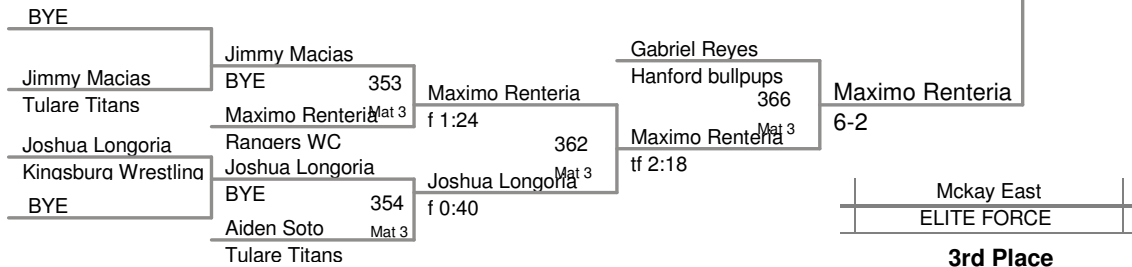 BYE
Jimmy Macias
Tulare Titans
Joshua Longoria
Kingsburg Wrestling
BYE
Jimmy Macias
BYE
353
Mat 3
Maximo Renteria
Rangers WC
Joshua Longoria
BYE
354
Mat 3
Aiden Soto
Tulare Titans
Maximo Renteria
f 1:24
362
Mat 3
Joshua Longoria
f 0:40
Gabriel Reyes
Hanford bullpups
366
Mat 3
Maximo Renteria
tf 2:18
Maximo Renteria
6-2
Mckay East
ELITE FORCE
3rd Place